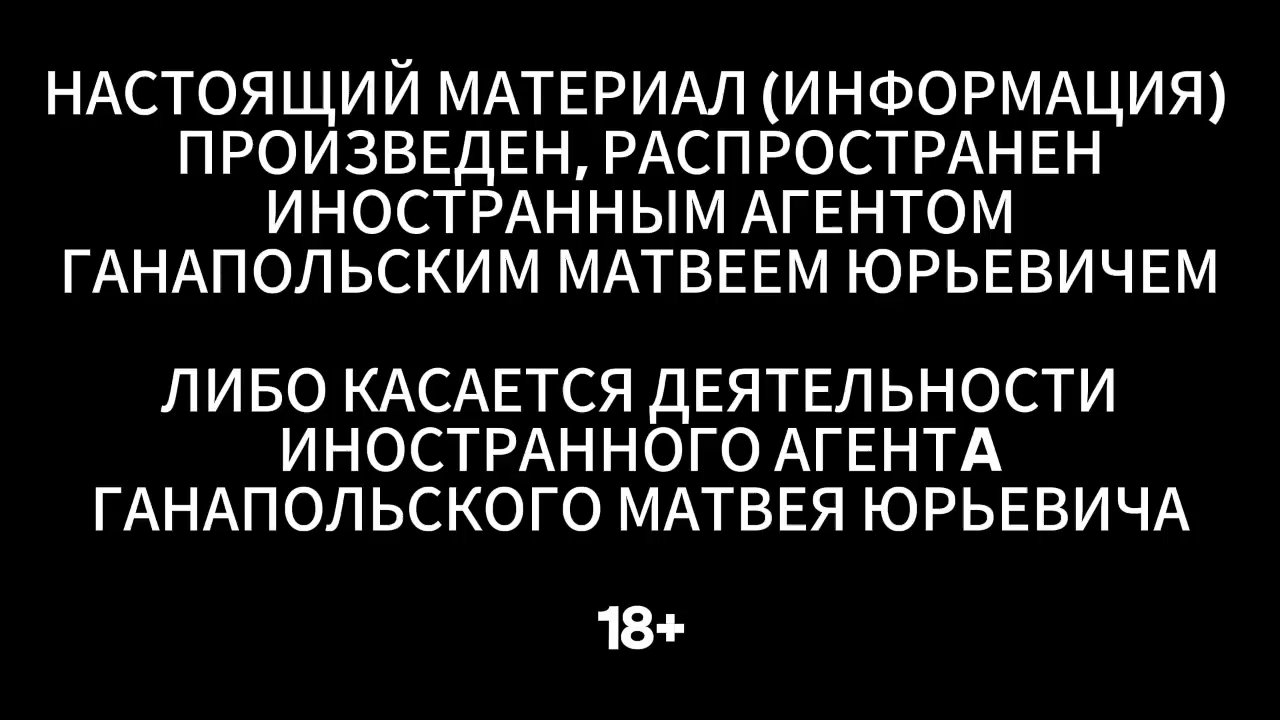 НАСТОЯЩИЙ МАТЕРИАЛ (ИНФОРМАЦИЯ)
ПРОИЗВЕДЕН, РАСПРОСТРАНЕН
ИНОСТРАННЫМ АГЕНТОМ
ГАНАПОЛЬСКИМ МАТВЕЕМ ЮРЬЕВИЧЕМ
ЛИБО КАСАЕТСЯ ДЕЯТЕЛЬНОСТИ
ИНОСТРАННОГО АГЕНТА
ГАНАПОЛЬСКОГО МАТВЕЯ ЮРЬЕВИЧА
18+